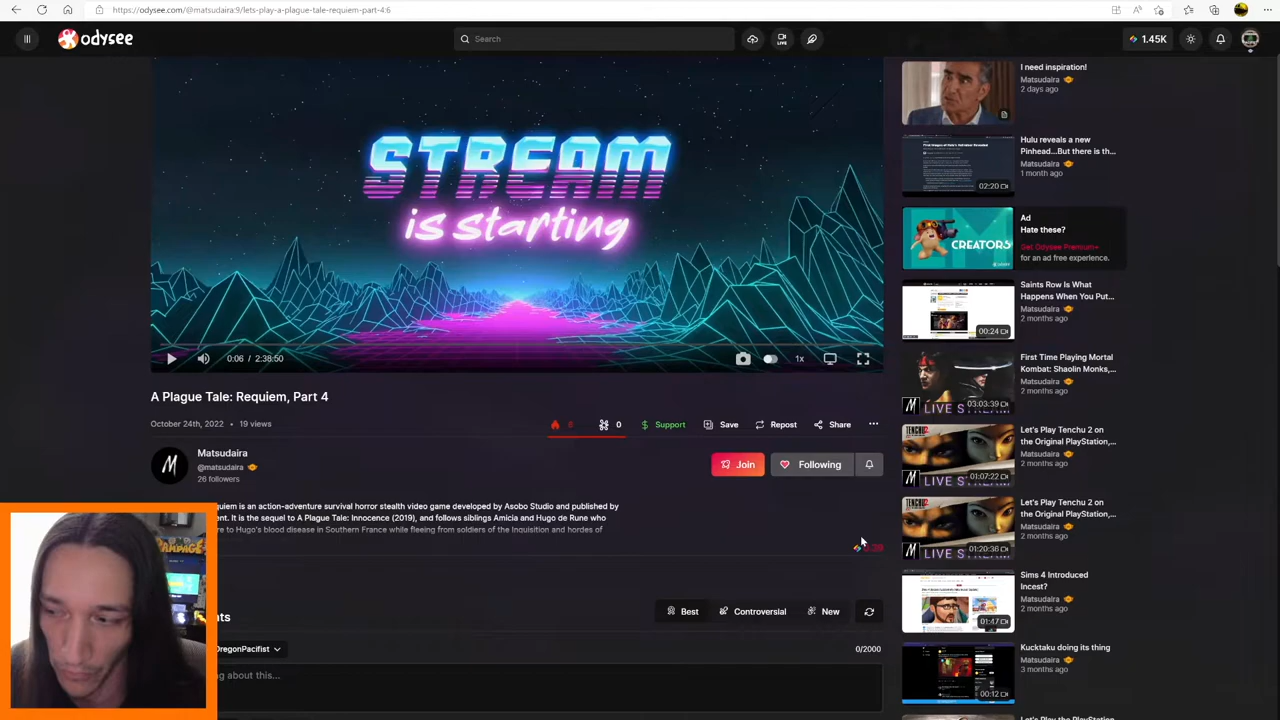 https://odysee.com/@matsudaira:9/lets-play-a-plague-tale-requiem-part-4:6
odysee
Search
LIVE
1.45K
STREAM
is starting
0:06 / 2:38:50
1x
A Plague Tale: Requiem, Part 4
October 24th, 2022 • 19 views
0
Support
Save
Repost
Share
Matsudaira
@matsudaira
26 followers
Join
Following
quiem is an action-adventure survival horror stealth video game developed by Asobo Studio and published by
ent. It is the sequel to A Plague Tale: Innocence (2019), and follows siblings Amicia and Hugo de Rune who
re to Hugo's blood disease in Southern France while fleeing from soldiers of the Inquisition and hordes of
nts
Best
Controversial
New
OregonPacifist
0/2000
ng about this...
RAMPAGE
I need inspiration!
Matsudaira
2 days ago
Hulu reveals a new
Pinhead...But there is th...
Matsudaira
1 month ago
02:20
CREATORS
odysee
Ad
Hate these?
Get Odysee Premium+
for an ad free experience.
Saints Row Is What
Happens When You Put...
Matsudaira
2 months ago
00:24
First Time Playing Mortal
Kombat: Shaolin Monks,...
Matsudaira
2 months ago
LIVE S
03:03:39
Let's Play Tenchu 2 on
the Original PlayStation,...
Matsudaira
2 months ago
TENCHU 2
LIVE S
01:07:22
Let's Play Tenchu 2 on
the Original PlayStation,...
Matsudaira
2 months ago
TENCHU 2
LIVE S
01:20:36
Sims 4 Introduced
Incest?
Matsudaira
2 months ago
01:47
Kucktaku doing its thing
Matsudaira
3 months ago
00:12